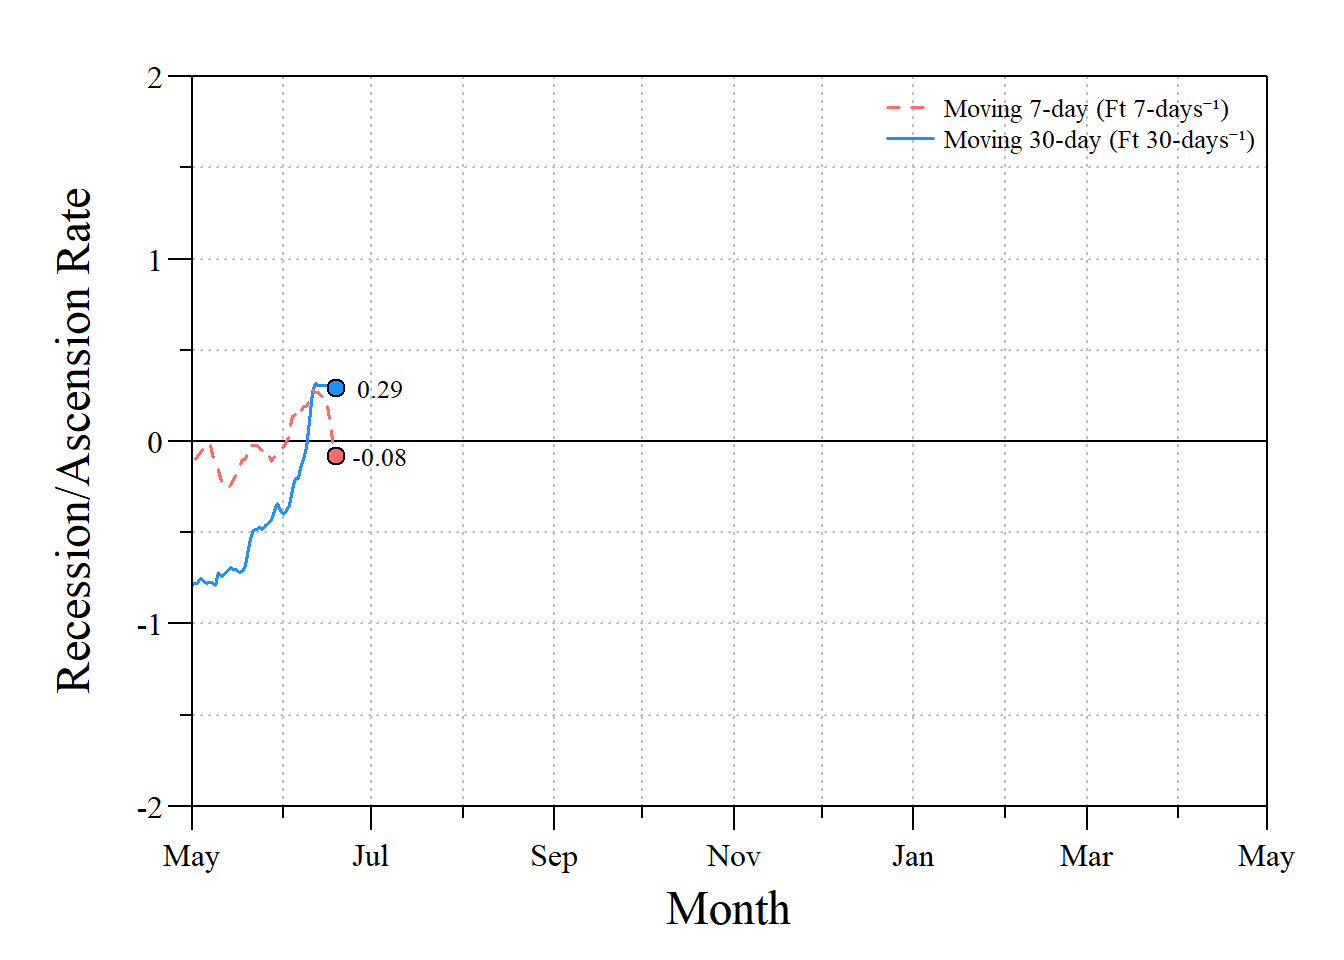 Moving 7-day (Ft 7-days⁻¹)
Moving 30-day (Ft 30-days⁻¹)
Recession/Ascension Rate
2
1
0
-1
-2
0.29
-0.08
May Jul Sep Nov Jan Mar May
Month